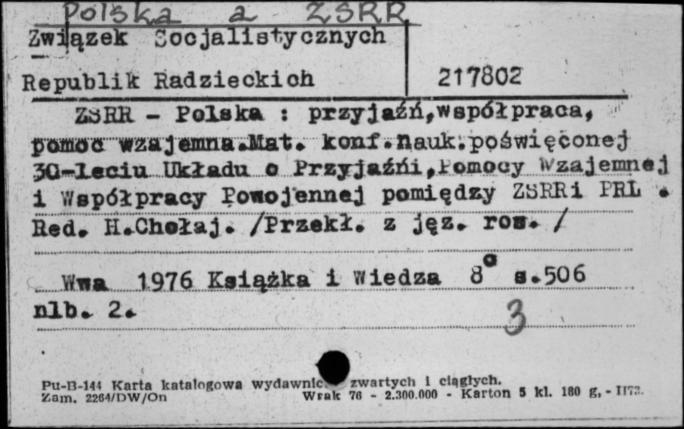 Polska a ZSRR
Związek Socjalistycznych
Republik Radzieckich 217802
ZSRR - Polska : przyjaźń,współpraca,
pomoc wzajemna.Mat. konf.nauk.poświęconej
30-leciu Układu o Przyjaźni,Pomocy Wzajemnej
i Współpracy Powojennej pomiędzy ZSRRi PRL .
Red. H.Chołaj. /Przekł. z jęz. ros. /
Wwa 1976 Książka i Wiedza 8° s.506
nlb. 2.
3
Pu-B-144 Karta katalogowa wydawnic zwartych i ciągłych.
Zam. 2264/DW/On Wrak 76 - 2.300.000 - Karton 5 kl. 180 g, -